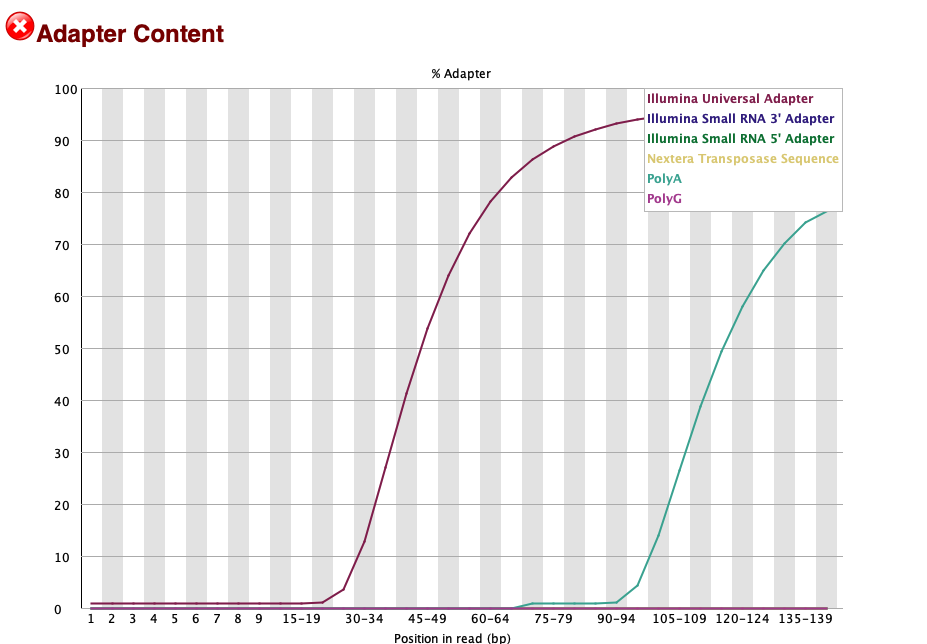 Adapter Content
% Adapter
100
90
80
70
60
50
40
30
20
10
0
Illumina Universal Adapter
Illumina Small RNA 3' Adapter
Illumina Small RNA 5' Adapter
Nextera Transposase Sequence
PolyA
PolyG
1 2 3 4 5 6 7 8 9 15-19 30-34 45-49 60-64 75-79 90-94 105-109 120-124 135-139
Position in read (bp)